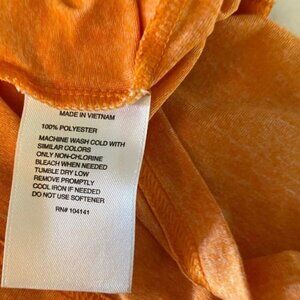 MADE IN VIETNAM
100% POLYESTER
MACHINE WASH COLD WITH
SIMILAR COLORS
ONLY NON-CHLORINE
BLEACH WHEN NEEDED
TUMBLE DRY LOW
REMOVE PROMPTLY
COOL IRON IF NEEDED
DO NOT USE SOFTENER
RN# 104141